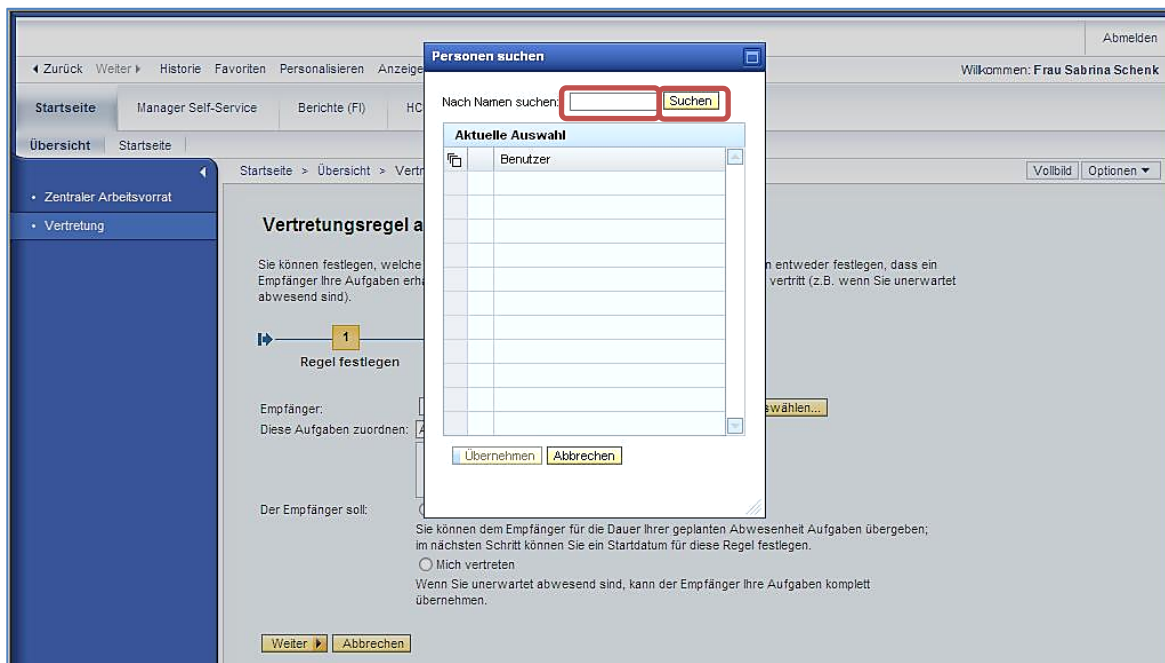 Abmelden
Zurück Weiter Historie Favoriten Personalisieren Anzeige
Willkommen: Frau Sabrina Schenk
Startseite Manager Self-Service Berichte (FI) HC
Übersicht Startseite
Startseite > Übersicht > Vertr
Vollbild Optionen
Zentraler Arbeitsvorrat
Vertretung
Personen suchen
Nach Namen suchen: Suchen
Aktuelle Auswahl
Benutzer
Übernehmen Abbrechen
Vertretungsregel a
Sie können festlegen, welche n entweder festlegen, dass ein
Empfänger Ihre Aufgaben erha vertritt (z.B. wenn Sie unerwartet
abwesend sind).
1
Regel festlegen
Empfänger: swählen...
Diese Aufgaben zuordnen: A
Der Empfänger soll:
Sie können dem Empfänger für die Dauer Ihrer geplanten Abwesenheit Aufgaben übergeben;
im nächsten Schritt können Sie ein Startdatum für diese Regel festlegen.
Mich vertreten
Wenn Sie unerwartet abwesend sind, kann der Empfänger Ihre Aufgaben komplett
übernehmen.
Weiter Abbrechen